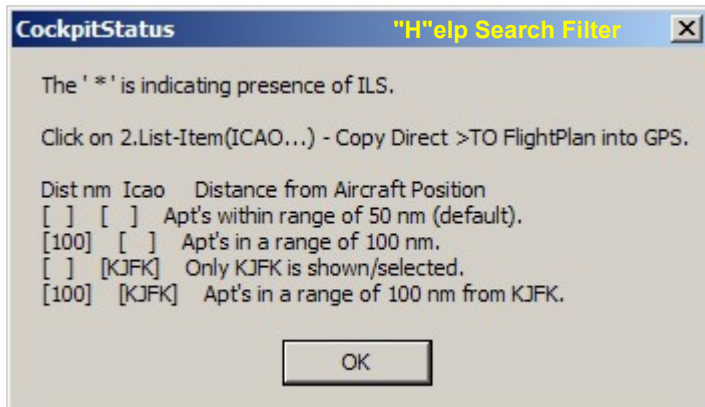 CockpitStatus "H"elp Search Filter
The ' * ' is indicating presence of ILS.
Click on 2.List-Item(ICAO...) - Copy Direct >TO FlightPlan into GPS.
Dist nm Icao Distance from Aircraft Position
[ ] [ ] Apt's within range of 50 nm (default).
[100] [ ] Apt's in a range of 100 nm.
[ ] [KJFK] Only KJFK is shown/selected.
[100] [KJFK] Apt's in a range of 100 nm from KJFK.
OK